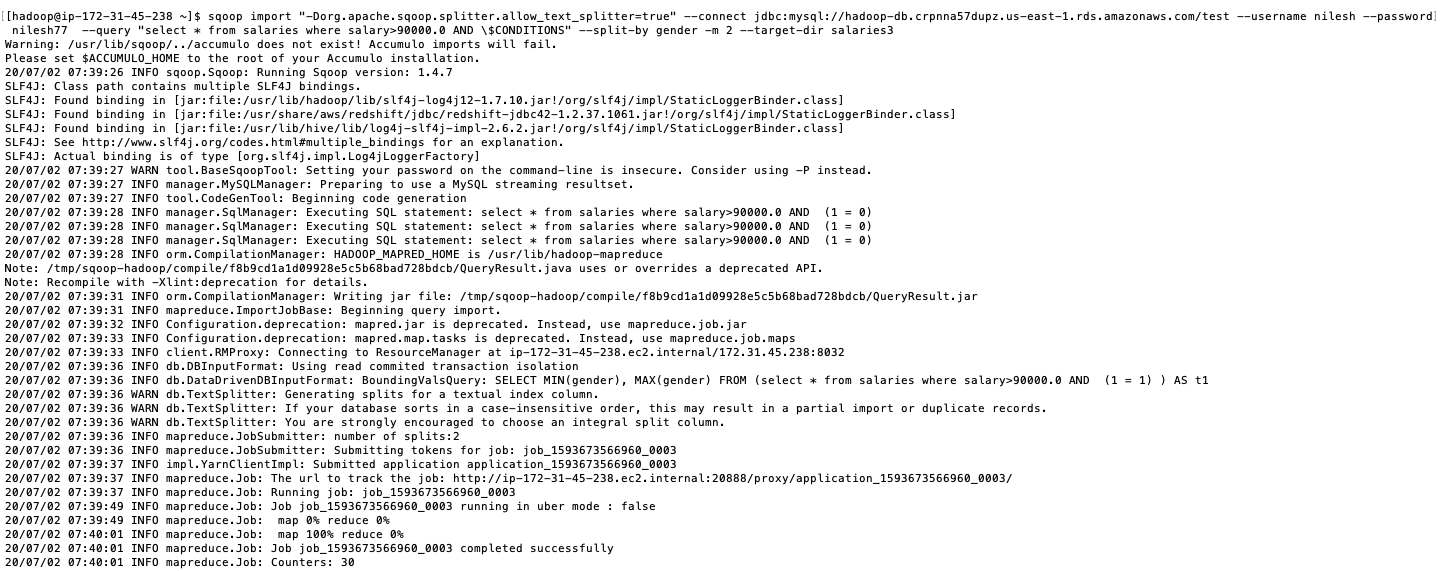 [[hadoop@ip-172-31-45-238 ~]$ sqoop import "-Dorg.apache.sqoop.splitter.allow_text_splitter=true" --connect jdbc:mysql://hadoop-db.crpnna57dupz.us-east-1.rds.amazonaws.com/test --username nilesh --password]
nilesh77  --query "select * from salaries where salary>90000.0 AND \$CONDITIONS" --split-by gender -m 2 --target-dir salaries3
Warning: /usr/lib/sqoop/../accumulo does not exist! Accumulo imports will fail.
Please set $ACCUMULO_HOME to the root of your Accumulo installation.
20/07/02 07:39:26 INFO sqoop.Sqoop: Running Sqoop version: 1.4.7
SLF4J: Class path contains multiple SLF4J bindings.
SLF4J: Found binding in [jar:file:/usr/lib/hadoop/lib/slf4j-log4j12-1.7.10.jar!/org/slf4j/impl/StaticLoggerBinder.class]
SLF4J: Found binding in [jar:file:/usr/share/aws/redshift/jdbc/redshift-jdbc42-1.2.37.1061.jar!/org/slf4j/impl/StaticLoggerBinder.class]
SLF4J: Found binding in [jar:file:/usr/lib/hive/lib/log4j-slf4j-impl-2.6.2.jar!/org/slf4j/impl/StaticLoggerBinder.class]
SLF4J: See http://www.slf4j.org/codes.html#multiple_bindings for an explanation.
SLF4J: Actual binding is of type [org.slf4j.impl.Log4jLoggerFactory]
20/07/02 07:39:27 WARN tool.BaseSqoopTool: Setting your password on the command-line is insecure. Consider using -P instead.
20/07/02 07:39:27 INFO manager.MySQLManager: Preparing to use a MySQL streaming resultset.
20/07/02 07:39:27 INFO tool.CodeGenTool: Beginning code generation
20/07/02 07:39:28 INFO manager.SqlManager: Executing SQL statement: select * from salaries where salary>90000.0 AND  (1 = 0)
20/07/02 07:39:28 INFO manager.SqlManager: Executing SQL statement: select * from salaries where salary>90000.0 AND  (1 = 0)
20/07/02 07:39:28 INFO manager.SqlManager: Executing SQL statement: select * from salaries where salary>90000.0 AND  (1 = 0)
20/07/02 07:39:28 INFO orm.CompilationManager: HADOOP_MAPRED_HOME is /usr/lib/hadoop-mapreduce
Note: /tmp/sqoop-hadoop/compile/f8b9cd1a1d09928e5c5b68bad728bdcb/QueryResult.java uses or overrides a deprecated API.
Note: Recompile with -Xlint:deprecation for details.
20/07/02 07:39:31 INFO orm.CompilationManager: Writing jar file: /tmp/sqoop-hadoop/compile/f8b9cd1a1d09928e5c5b68bad728bdcb/QueryResult.jar
20/07/02 07:39:31 INFO mapreduce.ImportJobBase: Beginning query import.
20/07/02 07:39:32 INFO Configuration.deprecation: mapred.jar is deprecated. Instead, use mapreduce.job.jar
20/07/02 07:39:33 INFO Configuration.deprecation: mapred.map.tasks is deprecated. Instead, use mapreduce.job.maps
20/07/02 07:39:33 INFO client.RMProxy: Connecting to ResourceManager at ip-172-31-45-238.ec2.internal/172.31.45.238:8032
20/07/02 07:39:36 INFO db.DBInputFormat: Using read commited transaction isolation
20/07/02 07:39:36 INFO db.DataDrivenDBInputFormat: BoundingValsQuery: SELECT MIN(gender), MAX(gender) FROM (select * from salaries where salary>90000.0 AND  (1 = 1) ) AS t1
20/07/02 07:39:36 WARN db.TextSplitter: Generating splits for a textual index column.
20/07/02 07:39:36 WARN db.TextSplitter: If your database sorts in a case-insensitive order, this may result in a partial import or duplicate records.
20/07/02 07:39:36 WARN db.TextSplitter: You are strongly encouraged to choose an integral split column.
20/07/02 07:39:36 INFO mapreduce.JobSubmitter: number of splits:2
20/07/02 07:39:36 INFO mapreduce.JobSubmitter: Submitting tokens for job: job_1593673566960_0003
20/07/02 07:39:37 INFO impl.YarnClientImpl: Submitted application application_1593673566960_0003
20/07/02 07:39:37 INFO mapreduce.Job: The url to track the job: http://ip-172-31-45-238.ec2.internal:20888/proxy/application_1593673566960_0003/
20/07/02 07:39:37 INFO mapreduce.Job: Running job: job_1593673566960_0003
20/07/02 07:39:49 INFO mapreduce.Job: Job job_1593673566960_0003 running in uber mode : false
20/07/02 07:39:49 INFO mapreduce.Job:  map 0% reduce 0%
20/07/02 07:40:01 INFO mapreduce.Job:  map 100% reduce 0%
20/07/02 07:40:01 INFO mapreduce.Job: Job job_1593673566960_0003 completed successfully
20/07/02 07:40:01 INFO mapreduce.Job: Counters: 30